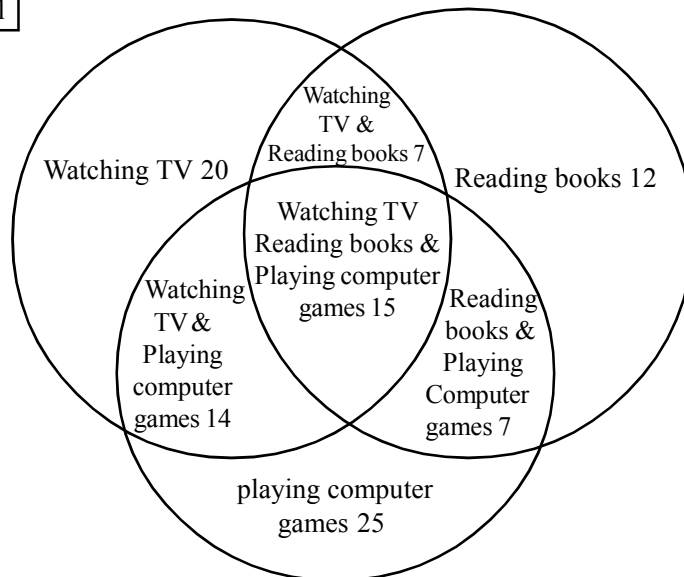 1
Watching
TV &
Reading books 7
Watching TV 20
Reading books 12
Watching TV
Reading books &
Playing computer
games 15
Watching
TV &
Playing
computer
games 14
Reading
books &
Playing
Computer
games 7
playing computer
games 25